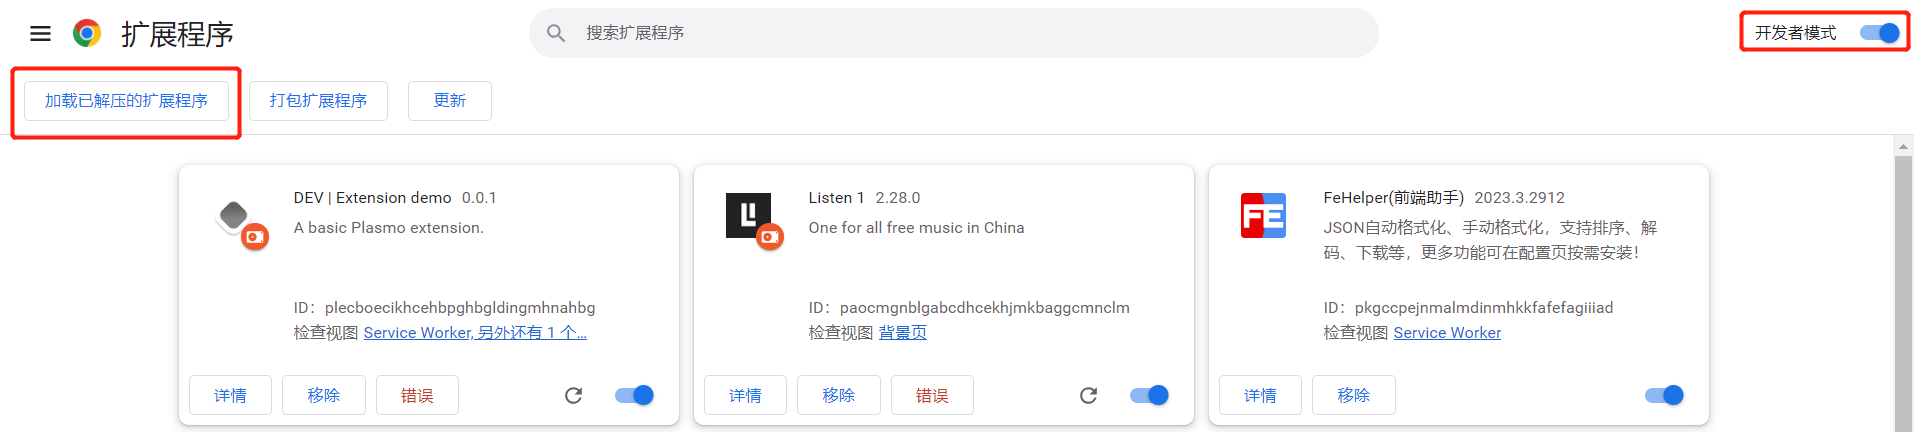 扩展程序
搜索扩展程序
开发者模式
加载已解压的扩展程序
打包扩展程序
更新
DEV | Extension demo 0.0.1
A basic Plasmo extension.
ID：plecboecikhcehbpghbgldingmhnahbg
检查视图 Service Worker, 另外还有 1 个...
详情
移除
错误
Listen 1 2.28.0
One for all free music in China
ID：paocmgnblgabcdhcekhjmkbaggcmnclm
检查视图 背景页
详情
移除
错误
FE
FeHelper(前端助手) 2023.3.2912
JSON自动格式化、手动格式化，支持排序、解
码、下载等，更多功能可在配置页按需安装！
ID：pkgccpejnmalmdinmhkkfafefagiiiad
检查视图 Service Worker
详情
移除